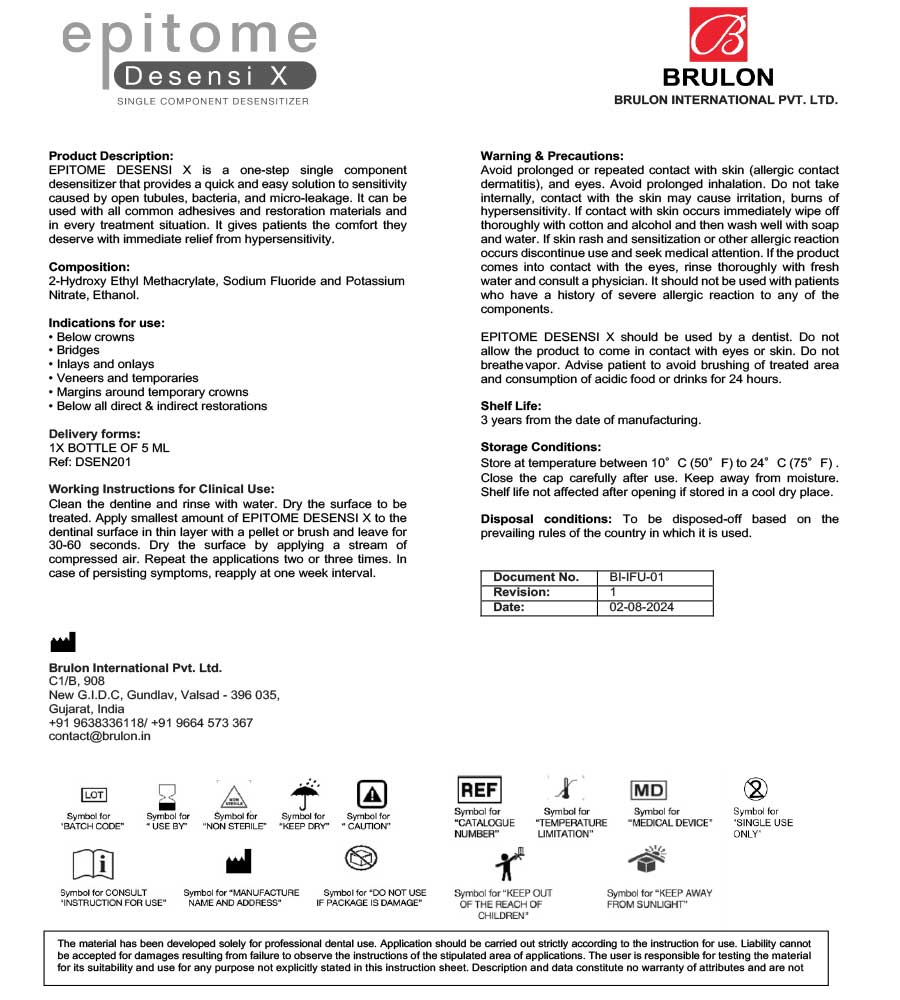 epitome
Desensi X
SINGLE COMPONENT DESENSITIZER
B
BRULON
BRULON INTERNATIONAL PVT. LTD.
Product Description:
EPITOME DESENSI X is a one-step single component
desensitizer that provides a quick and easy solution to sensitivity
caused by open tubules, bacteria, and micro-leakage. It can be
used with all common adhesives and restoration materials and
in every treatment situation. It gives patients the comfort they
deserve with immediate relief from hypersensitivity.
Composition:
2-Hydroxy Ethyl Methacrylate, Sodium Fluoride and Potassium
Nitrate, Ethanol.
Indications for use:
• Below crowns
• Bridges
• Inlays and onlays
• Veneers and temporaries
• Margins around temporary crowns
• Below all direct & indirect restorations
Delivery forms:
1X BOTTLE OF 5 ML
Ref: DSEN201
Working Instructions for Clinical Use:
Clean the dentine and rinse with water. Dry the surface to be
treated. Apply smallest amount of EPITOME DESENSI X to the
dentinal surface in thin layer with a pellet or brush and leave for
30-60 seconds. Dry the surface by applying a stream of
compressed air. Repeat the applications two or three times. In
case of persisting symptoms, reapply at one week interval.
Warning & Precautions:
Avoid prolonged or repeated contact with skin (allergic contact
dermatitis), and eyes. Avoid prolonged inhalation. Do not take
internally, contact with the skin may cause irritation, burns of
hypersensitivity. If contact with skin occurs immediately wipe off
thoroughly with cotton and alcohol and then wash well with soap
and water. If skin rash and sensitization or other allergic reaction
occurs discontinue use and seek medical attention. If the product
comes into contact with the eyes, rinse thoroughly with fresh
water and consult a physician. It should not be used with patients
who have a history of severe allergic reaction to any of the
components.
EPITOME DESENSI X should be used by a dentist. Do not
allow the product to come in contact with eyes or skin. Do not
breathe vapor. Advise patient to avoid brushing of treated area
and consumption of acidic food or drinks for 24 hours.
Shelf Life:
3 years from the date of manufacturing.
Storage Conditions:
Store at temperature between 10°C (50°F) to 24°C (75°F) .
Close the cap carefully after use. Keep away from moisture.
Shelf life not affected after opening if stored in a cool dry place.
Disposal conditions: To be disposed-off based on the
prevailing rules of the country in which it is used.
Document No. BI-IFU-01
Revision: 1
Date: 02-08-2024
Brulon International Pvt. Ltd.
C1/B, 908
New G.I.D.C, Gundlav, Valsad - 396 035,
Gujarat, India
+91 9638336118/ +91 9664 573 367
contact@brulon.in
LOT
Symbol for
"BATCH CODE"
Symbol for
" USE BY"
NON STERILE
Symbol for
"NON STERILE"
Symbol for
"KEEP DRY"
Symbol for
" CAUTION"
REF
Symbol for
"CATALOGUE
NUMBER"
Symbol for
"TEMPERATURE
LIMITATION"
MD
Symbol for
"MEDICAL DEVICE"
2
Symbol for
'SINGLE USE
ONLY'
i
Symbol for CONSULT
'INSTRUCTION FOR USE"
Symbol for "MANUFACTURE
NAME AND ADDRESS"
Symbol for "DO NOT USE
IF PACKAGE IS DAMAGE"
Symbol for "KEEP OUT
OF THE REACH OF
CHILDREN"
Symbol for "KEEP AWAY
FROM SUNLIGHT"
The material has been developed solely for professional dental use. Application should be carried out strictly according to the instruction for use. Liability cannot
be accepted for damages resulting from failure to observe the instructions of the stipulated area of applications. The user is responsible for testing the material
for its suitability and use for any purpose not explicitly stated in this instruction sheet. Description and data constitute no warranty of attributes and are not